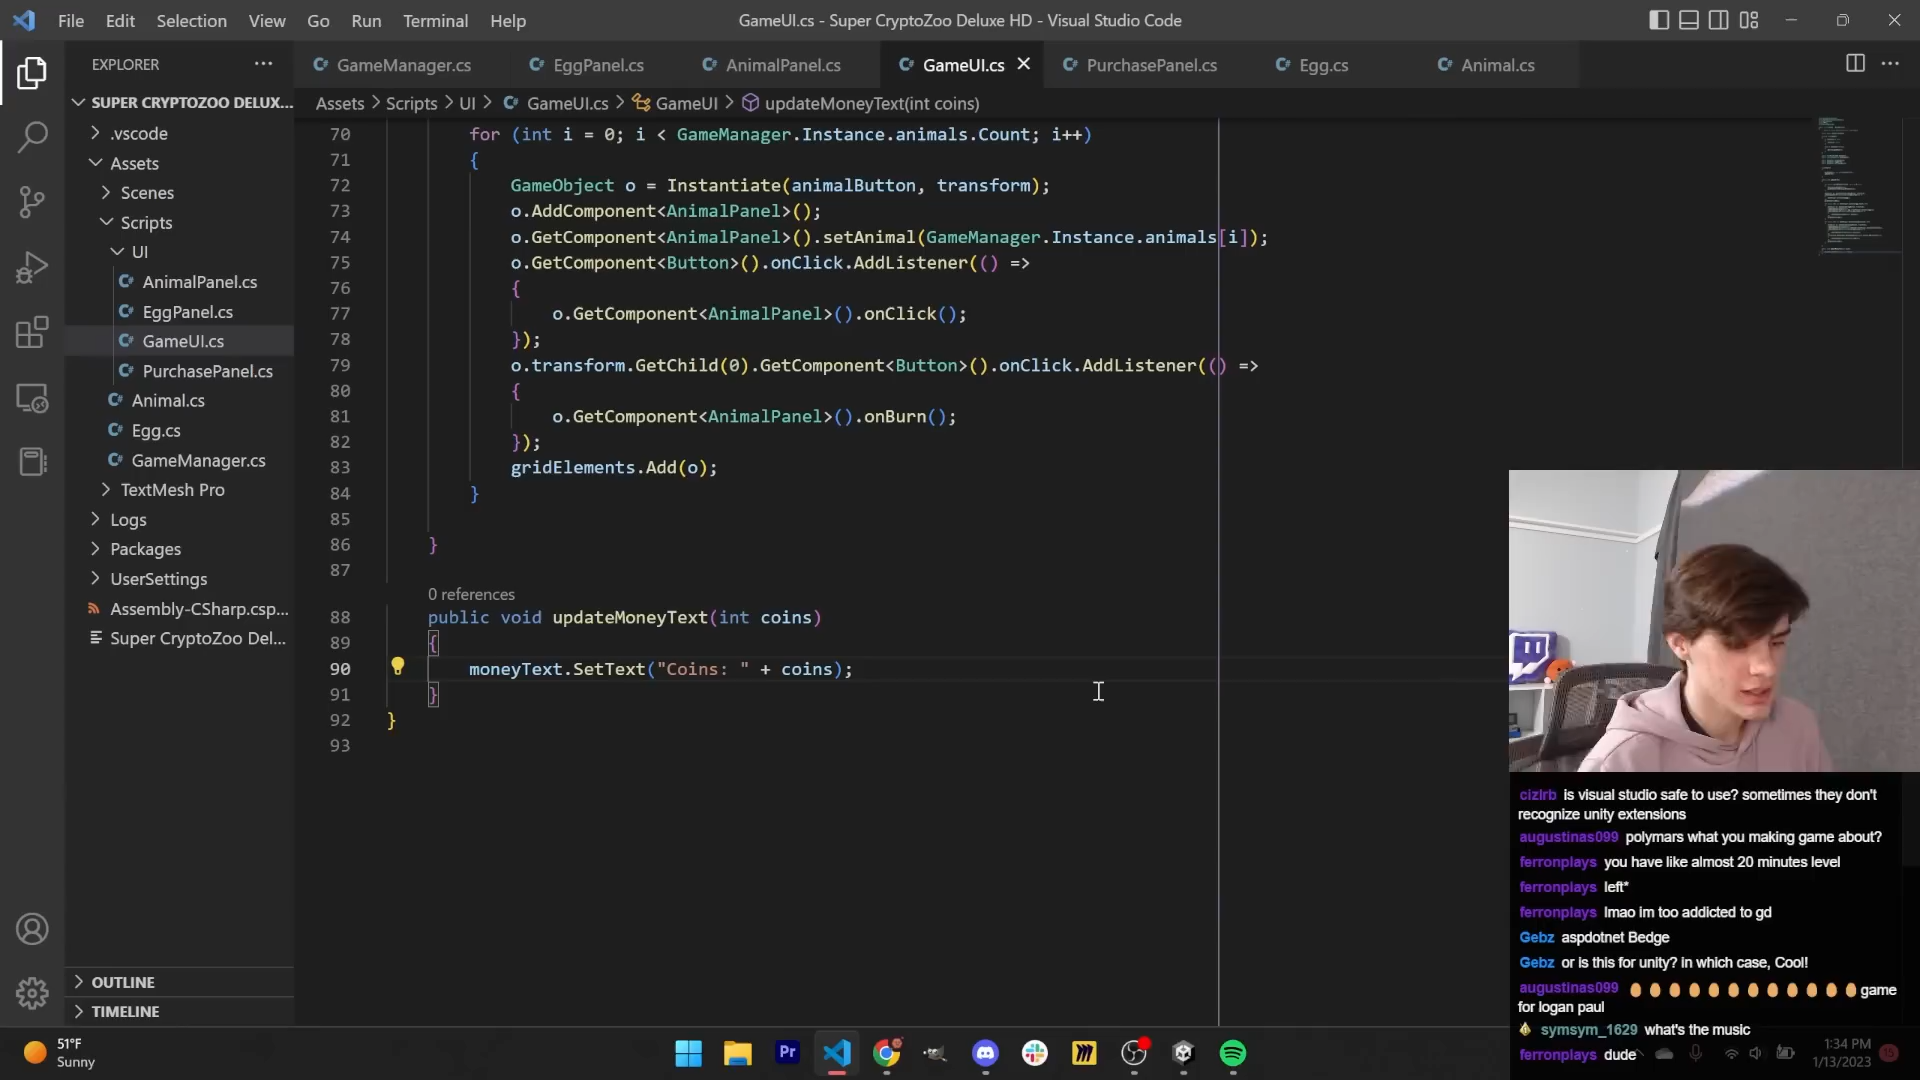 File Edit Selection View Go Run Terminal Help
GameUI.cs - Super CryptoZoo Deluxe HD - Visual Studio Code
EXPLORER
GameManager.cs EggPanel.cs AnimalPanel.cs GameUI.cs PurchasePanel.cs Egg.cs Animal.cs
SUPER CRYPTOZOO DELUX...
Assets > Scripts > UI > GameUI.cs > GameUI > updateMoneyText(int coins)
.vscode
Assets
Scenes
Scripts
UI
AnimalPanel.cs
EggPanel.cs
GameUI.cs
PurchasePanel.cs
Animal.cs
Egg.cs
GameManager.cs
TextMesh Pro
Logs
Packages
UserSettings
Assembly-CSharp.csp...
Super CryptoZoo Del...
OUTLINE
TIMELINE
70 for (int i = 0; i < GameManager.Instance.animals.Count; i++)
71 {
72 GameObject o = Instantiate(animalButton, transform);
73 o.AddComponent<AnimalPanel>();
74 o.GetComponent<AnimalPanel>().setAnimal(GameManager.Instance.animals[i]);
75 o.GetComponent<Button>().onClick.AddListener(() =>
76 {
77 o.GetComponent<AnimalPanel>().onClick();
78 });
79 o.transform.GetChild(0).GetComponent<Button>().onClick.AddListener(() =>
80 {
81 o.GetComponent<AnimalPanel>().onBurn();
82 });
83 gridElements.Add(o);
84 }
85
86 }
87
0 references
88 public void updateMoneyText(int coins)
89 {
90 moneyText.SetText("Coins: " + coins);
91 }
92 }
93
cizlrb is visual studio safe to use? sometimes they don't
recognize unity extensions
augustinas099 polymars what you making game about?
ferronplays you have like almost 20 minutes level
ferronplays left*
ferronplays lmao im too addicted to gd
Gebz aspdotnet Bedge
Gebz or is this for unity? in which case, Cool!
augustinas099 game
for logan paul
symsym_1629 what's the music
ferronplays dude
51°F
Sunny
Pr
1:34 PM
1/13/2023